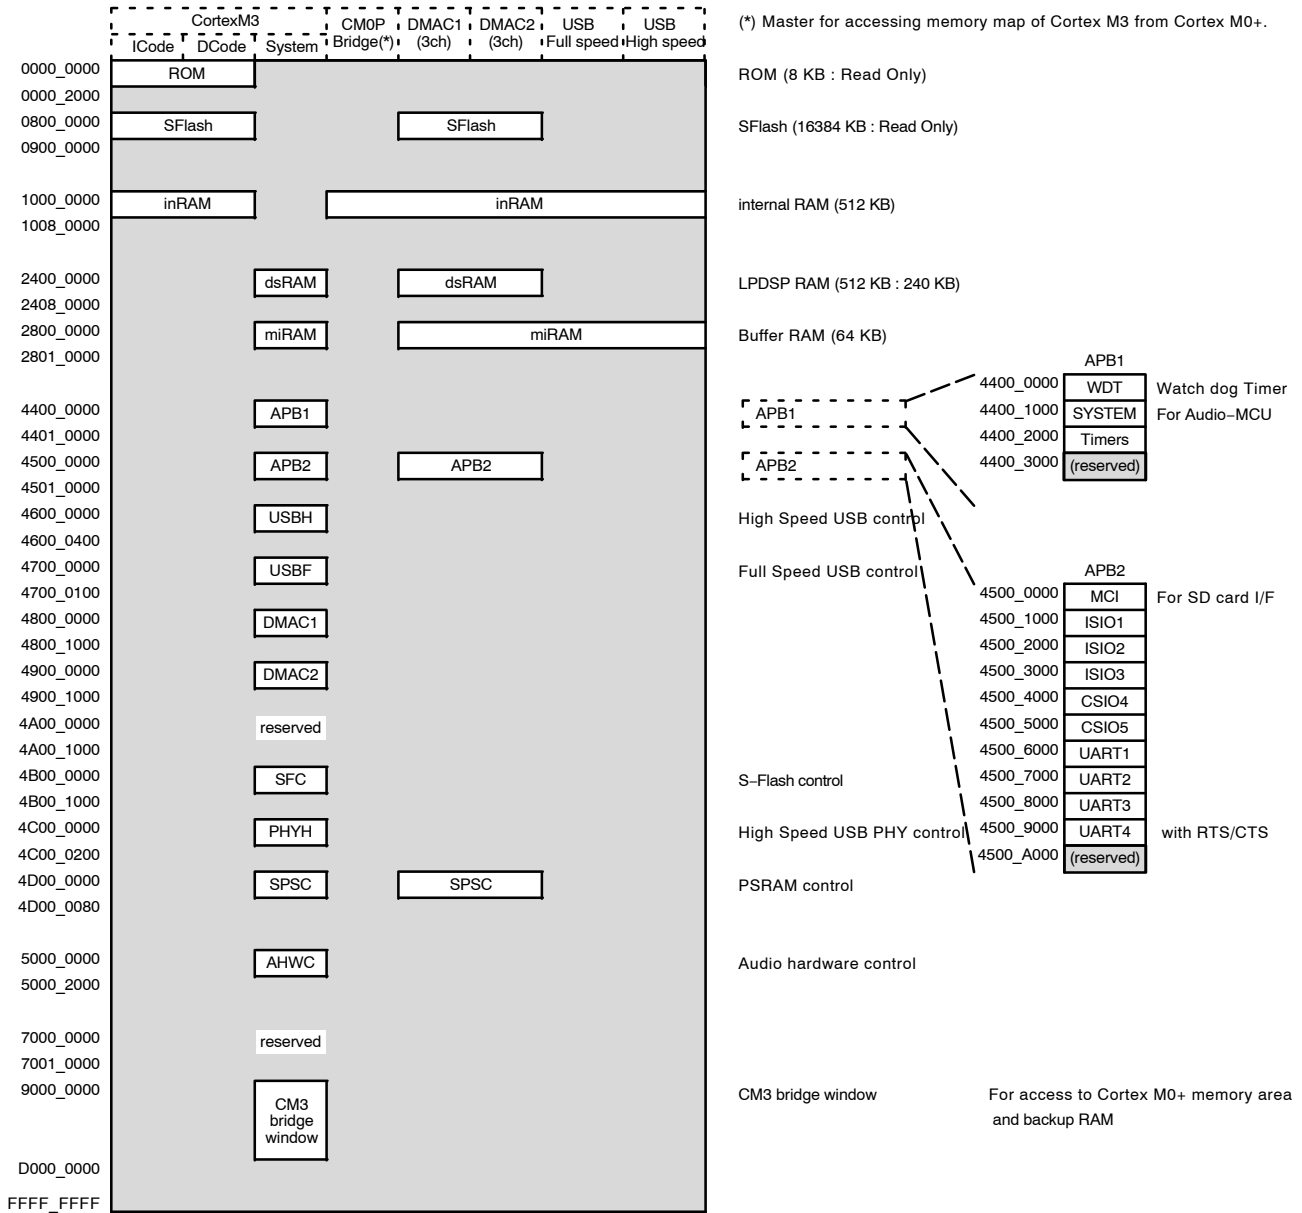 CortexM3 CM0P DMAC1 DMAC2 USB USB (*) Master for accessing memory map of Cortex M3 from Cortex M0+.
ICode DCode System Bridge(*) (3ch) (3ch) Full speed High speed
0000_0000 ROM ROM (8 KB : Read Only)
0000_2000
0800_0000 SFlash SFlash SFlash (16384 KB : Read Only)
0900_0000
1000_0000 inRAM inRAM internal RAM (512 KB)
1008_0000
2400_0000 dsRAM dsRAM LPDSP RAM (512 KB : 240 KB)
2408_0000
2800_0000 miRAM miRAM Buffer RAM (64 KB)
2801_0000
APB1
4400_0000 WDT Watch dog Timer
4400_0000 APB1 APB1 4400_1000 SYSTEM For Audio−MCU
4401_0000 4400_2000 Timers
4500_0000 APB2 APB2 APB2 4400_3000 (reserved)
4501_0000
4600_0000 USBH High Speed USB control
4600_0400
4700_0000 USBF Full Speed USB control APB2
4700_0100 4500_0000 MCI For SD card I/F
4800_0000 DMAC1 4500_1000 ISIO1
4800_1000 4500_2000 ISIO2
4900_0000 DMAC2 4500_3000 ISIO3
4900_1000 4500_4000 CSIO4
4A00_0000 reserved 4500_5000 CSIO5
4A00_1000 4500_6000 UART1
4B00_0000 SFC S−Flash control 4500_7000 UART2
4B00_1000 4500_8000 UART3
4C00_0000 PHYH High Speed USB PHY control 4500_9000 UART4 with RTS/CTS
4C00_0200 4500_A000 (reserved)
4D00_0000 SPSC SPSC PSRAM control
4D00_0080
5000_0000 AHWC Audio hardware control
5000_2000
7000_0000 reserved
7001_0000
9000_0000 CM3 CM3 bridge window For access to Cortex M0+ memory area
bridge and backup RAM
window
D000_0000
FFFF_FFFF